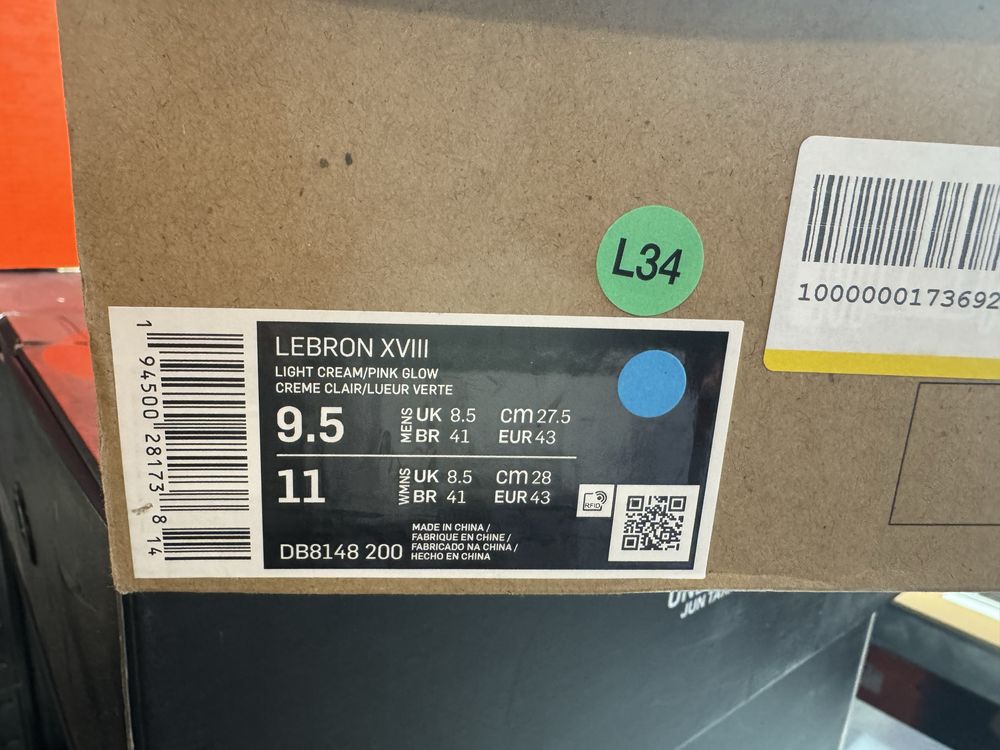 L34
1000000173692
1 94500 28173 8 14
LEBRON XVIII
LIGHT CREAM/PINK GLOW
CREME CLAIR/LUEUR VERTE
9.5 MENS UK 8.5 cm 27.5
BR 41 EUR 43
11 WMNS UK 8.5 cm 28
BR 41 EUR 43
RFID
DB8148 200
MADE IN CHINA /
FABRIQUE EN CHINE /
FABRICADO NA CHINA /
HECHO EN CHINA